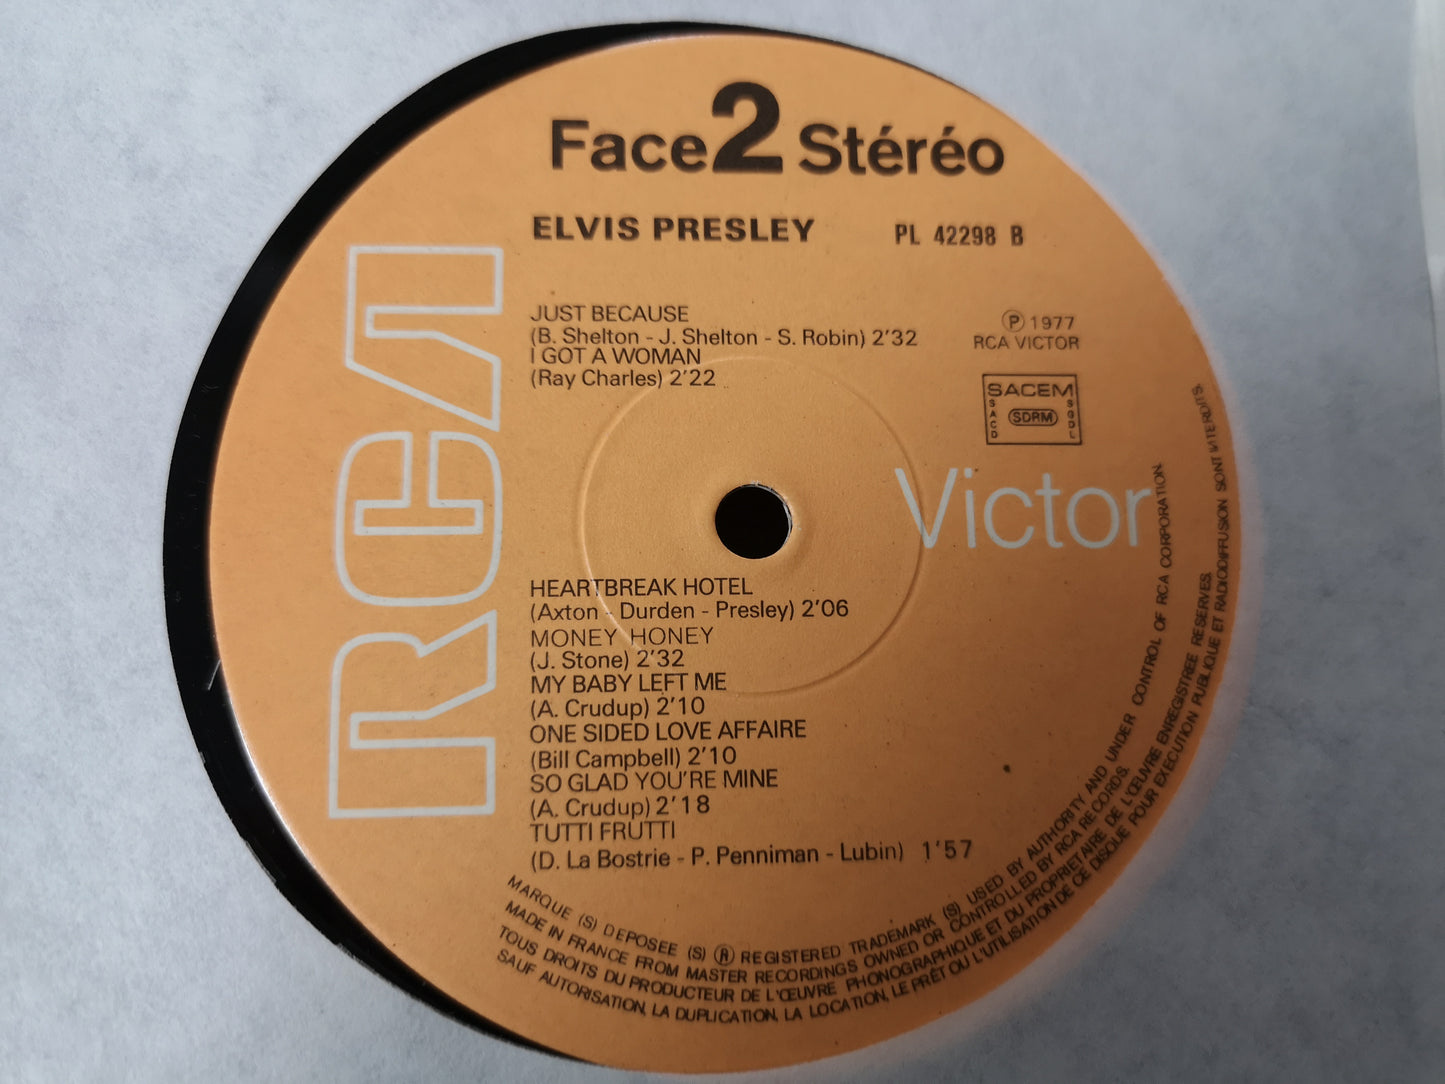 Face 2 Stéréo
ELVIS PRESLEY PL 42298 B
JUST BECAUSE
(B. Shelton - J. Shelton - S. Robin) 2'32
I GOT A WOMAN
(Ray Charles) 2'22
Ⓟ 1977
RCA VICTOR
SACEM
SACD
SDRM
SGDL
RCA
Victor
HEARTBREAK HOTEL
(Axton - Durden - Presley) 2'06
MONEY HONEY
(J. Stone) 2'32
MY BABY LEFT ME
(A. Crudup) 2'10
ONE SIDED LOVE AFFAIRE
(Bill Campbell) 2'10
SO GLAD YOU'RE MINE
(A. Crudup) 2'18
TUTTI FRUTTI
(D. La Bostrie - P. Penniman - Lubin) 1'57
MARQUE (S) DEPOSEE (S) ® REGISTERED TRADEMARK (S) USED BY AUTHORITY AND UNDER CONTROL OF RCA CORPORATION.
MADE IN FRANCE FROM MASTER RECORDINGS OWNED OR CONTROLLED BY RCA RECORDS.
TOUS DROITS DU PRODUCTEUR DE L'ŒUVRE PHONOGRAPHIQUE ET DU PROPRIETAIRE DE L'ŒUVRE ENREGISTREE RESERVES.
SAUF AUTORISATION, LA DUPLICATION, LA LOCATION, LE PRÊT OU L'UTILISATION DE CE DISQUE POUR EXECUTION PUBLIQUE ET RADIODIFFUSION SONT INTERDITS.